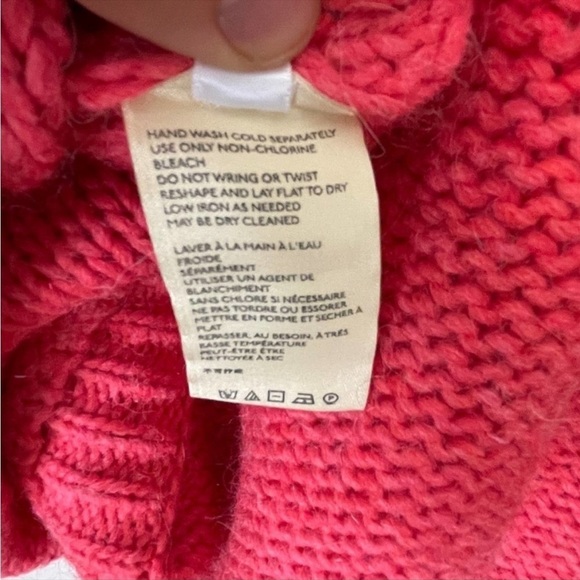 HAND WASH COLD SEPARATELY
USE ONLY NON-CHLORINE
BLEACH
DO NOT WRING OR TWIST
RESHAPE AND LAY FLAT TO DRY
LOW IRON AS NEEDED
MAY BE DRY CLEANED
LAVER À LA MAIN À L'EAU
FROIDE
SÉPARÉMENT
UTILISER UN AGENT DE
BLANCHIMENT
SANS CHLORE SI NÉCESSAIRE
NE PAS TORDRE OU ESSORER
METTRE EN FORME ET SECHER À
PLAT
REPASSER, AU BESOIN, À TRÉS
BASSE TEMPÉRATURE
PEUT-ÊTRE ÊTRE
NETTOYÉE À SEC